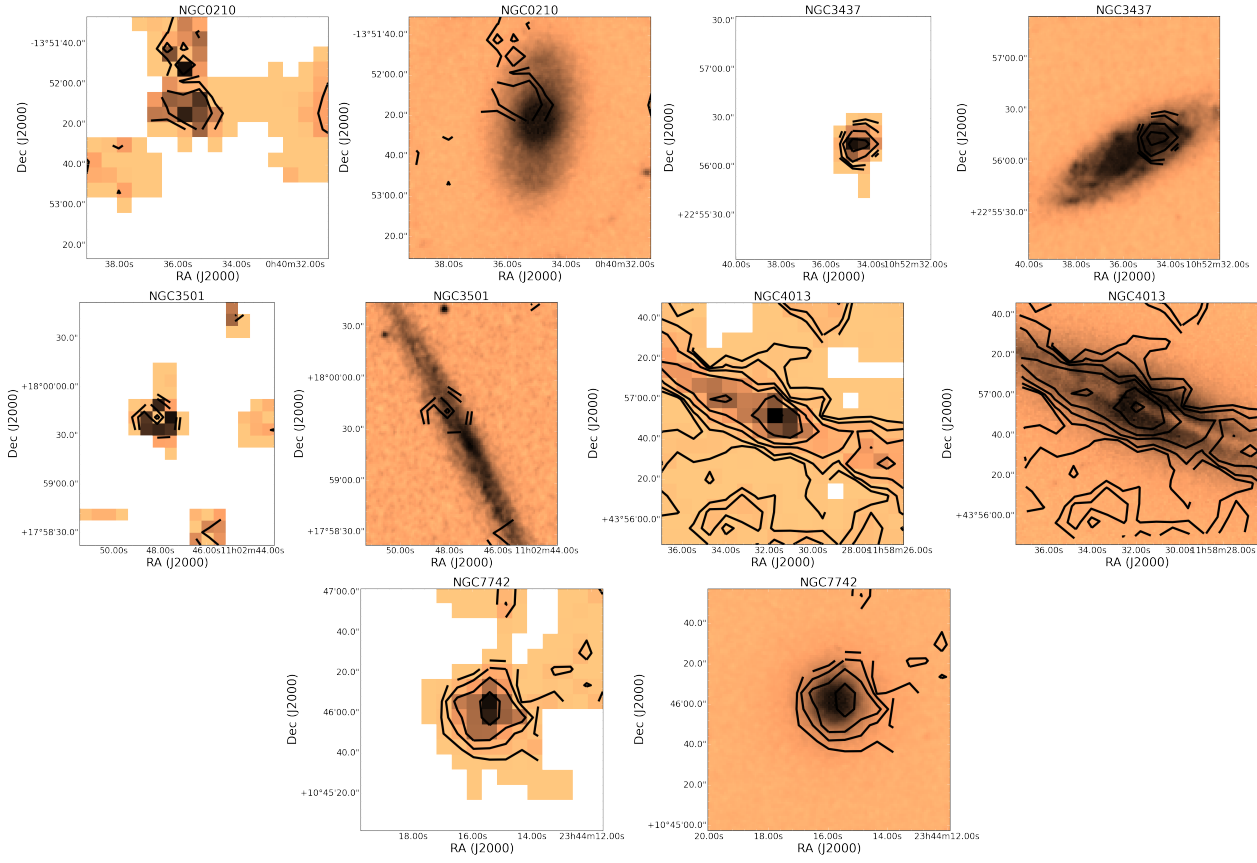 NGC0210
NGC0210
NGC3437
NGC3437
-13°51'40.0"
52'00.0"
20.0"
40.0"
53'00.0"
20.0"
Dec (J2000)
38.00s 36.00s 34.00s 0h40m32.00s
RA (J2000)
-13°51'40.0"
52'00.0"
20.0"
40.0"
53'00.0"
20.0"
Dec (J2000)
38.00s 36.00s 34.00s 0h40m32.00s
RA (J2000)
30.0"
57'00.0"
30.0"
56'00.0"
+22°55'30.0"
Dec (J2000)
40.00s 38.00s 36.00s 34.00s 10h52m32.00s
RA (J2000)
57'00.0"
30.0"
56'00.0"
+22°55'30.0"
Dec (J2000)
40.00s 38.00s 36.00s 34.00s 10h52m32.00s
RA (J2000)
NGC3501
NGC3501
NGC4013
NGC4013
30.0"
+18°00'00.0"
30.0"
59'00.0"
+17°58'30.0"
Dec (J2000)
50.00s 48.00s 46.00s 11h02m44.00s
RA (J2000)
30.0"
+18°00'00.0"
30.0"
59'00.0"
+17°58'30.0"
Dec (J2000)
50.00s 48.00s 46.00s 11h02m44.00s
RA (J2000)
40.0"
20.0"
57'00.0"
40.0"
20.0"
+43°56'00.0"
Dec (J2000)
36.00s 34.00s 32.00s 30.00s 28.00s 11h58m26.00s
RA (J2000)
40.0"
20.0"
57'00.0"
40.0"
20.0"
+43°56'00.0"
Dec (J2000)
36.00s 34.00s 32.00s 30.00s 11h58m28.00s
RA (J2000)
NGC7742
NGC7742
47'00.0"
40.0"
20.0"
46'00.0"
40.0"
+10°45'20.0"
Dec (J2000)
18.00s 16.00s 14.00s 23h44m12.00s
RA (J2000)
40.0"
20.0"
46'00.0"
40.0"
20.0"
+10°45'00.0"
Dec (J2000)
20.00s 18.00s 16.00s 14.00s 23h44m12.00s
RA (J2000)